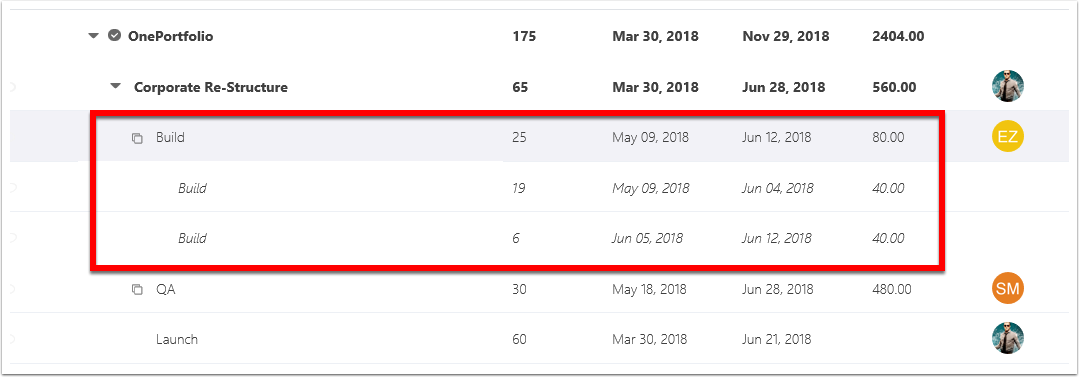 OnePortfolio 175 Mar 30, 2018 Nov 29, 2018 2404.00
Corporate Re-Structure 65 Mar 30, 2018 Jun 28, 2018 560.00
Build 25 May 09, 2018 Jun 12, 2018 80.00 EZ
Build 19 May 09, 2018 Jun 04, 2018 40.00
Build 6 Jun 05, 2018 Jun 12, 2018 40.00
QA 30 May 18, 2018 Jun 28, 2018 480.00 SM
Launch 60 Mar 30, 2018 Jun 21, 2018